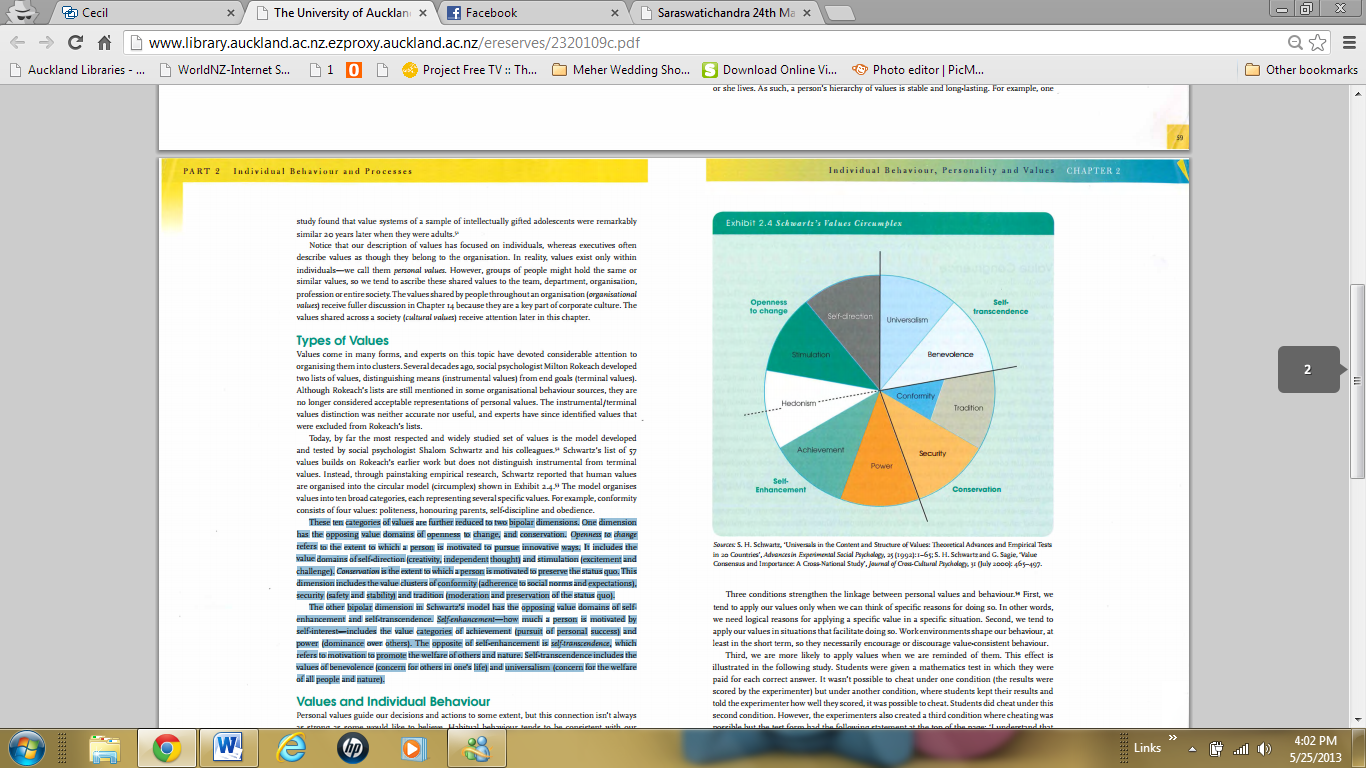 Cecil
The University of Aucklan
Facebook
Saraswatichandra 24th Ma
www.library.auckland.ac.nz.ezproxy.auckland.ac.nz/ereserves/2320109c.pdf
Auckland Libraries - ...
WorldNZ-Internet S...
1
Project Free TV :: Th...
Meher Wedding Sho...
Download Online Vi...
Photo editor | PicM...
Other bookmarks
or she lives. As such, a person's hierarchy of values is stable and long-lasting. For example, one
59
PART 2 Individual Behaviour and Processes
study found that value systems of a sample of intellectually gifted adolescents were remarkably
similar 20 years later when they were adults.
Notice that our description of values has focused on individuals, whereas executives often
describe values as though they belong to the organisation. In reality, values exist only within
individuals—we call them personal values. However, groups of people might hold the same or
similar values, so we tend to ascribe these shared values to the team, department, organisation,
profession or entire society. The values shared by people throughout an organisation (organisational
values) receive fuller discussion in Chapter 14 because they are a key part of corporate culture. The
values shared across a society (cultural values) receive attention later in this chapter.
Types of Values
Values come in many forms, and experts on this topic have devoted considerable attention to
organising them into clusters. Several decades ago, social psychologist Milton Rokeach developed
two lists of values, distinguishing means (instrumental values) from end goals (terminal values).
Although Rokeach's lists are still mentioned in some organisational behaviour sources, they are
no longer considered acceptable representations of personal values. The instrumental/terminal
values distinction was neither accurate nor useful, and experts have since identified values that
were excluded from Rokeach's lists.
Today, by far the most respected and widely studied set of values is the model developed
and tested by social psychologist Shalom Schwartz and his colleagues. Schwartz's list of 57
values builds on Rokeach's earlier work but does not distinguish instrumental from terminal
values. Instead, through painstaking empirical research, Schwartz reported that human values
are organised into the circular model (circumplex) shown in Exhibit 2.4. The model organises
values into ten broad categories, each representing several specific values. For example, conformity
consists of four values: politeness, honouring parents, self-discipline and obedience.
These ten categories of values are further reduced to two bipolar dimensions. One dimension
has the opposing value domains of openness to change, and conservation. Openness to change
refers to the extent to which a person is motivated to pursue innovative ways. It includes the
value domains of self-direction (creativity, independent thought) and stimulation (excitement and
challenge). Conservation is the extent to which a person is motivated to preserve the status quo. This
dimension includes the value clusters of conformity (adherence to social norms and expectations),
security (safety and stability) and tradition (moderation and preservation of the status quo).
The other bipolar dimension in Schwartz's model has the opposing value domains of self-
enhancement and self-transcendence. Self-enhancement—how much a person is motivated by
self-interest—includes the value categories of achievement (pursuit of personal success) and
power (dominance over others). The opposite of self-enhancement is self-transcendence, which
refers to motivation to promote the welfare of others and nature. Self-transcendence includes the
values of benevolence (concern for others in one's life) and universalism (concern for the welfare
of all people and nature).
Values and Individual Behaviour
Personal values guide our decisions and actions to some extent, but this connection isn't always
Individual Behaviour, Personality and Values CHAPTER 2
Exhibit 2.4 Schwartz's Values Circumplex
Openness
to change
Self-
transcendence
Self-direction
Universalism
Stimulation
Benevolence
Hedonism
Conformity
Tradition
Achievement
Security
Power
Self-
Enhancement
Conservation
Sources: S. H. Schwartz, 'Universals in the Content and Structure of Values: Theoretical Advances and Empirical Tests
in 20 Countries', Advances in Experimental Social Psychology, 25 (1992):1–65; S. H. Schwartz and G. Sagie, 'Value
Consensus and Importance: A Cross-National Study', Journal of Cross-Cultural Psychology, 31 (July 2000): 465–497.
Three conditions strengthen the linkage between personal values and behaviour. First, we
tend to apply our values only when we can think of specific reasons for doing so. In other words,
we need logical reasons for applying a specific value in a specific situation. Second, we tend to
apply our values in situations that facilitate doing so. Work environments shape our behaviour, at
least in the short term, so they necessarily encourage or discourage value-consistent behaviour.
Third, we are more likely to apply values when we are reminded of them. This effect is
illustrated in the following study. Students were given a mathematics test in which they were
paid for each correct answer. It wasn't possible to cheat under one condition (the results were
scored by the experimenter) but under another condition, where students kept their results and
told the experimenter how well they scored, it was possible to cheat. Students did cheat under this
second condition. However, the experimenters also created a third condition where cheating was
2
Links
4:02 PM
5/25/2013